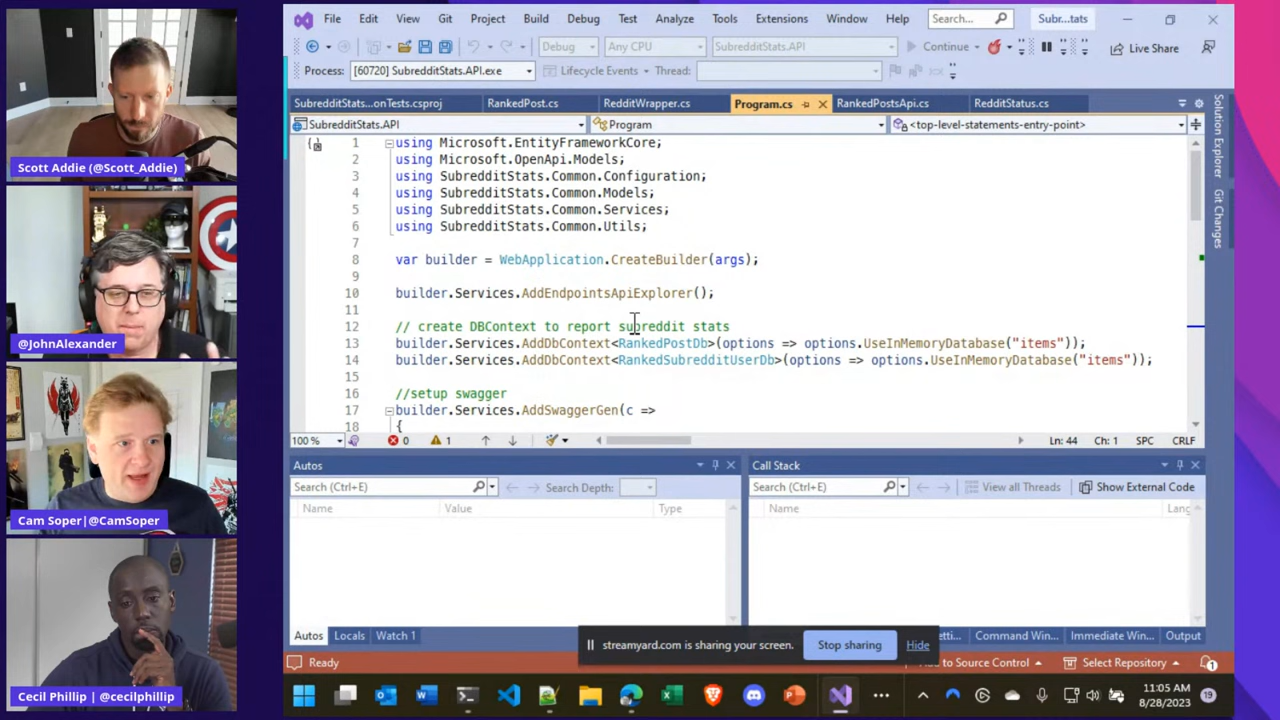 Scott Addie (@Scott_Addie)
@JohnAlexander
Cam Soper|@CamSoper
Cecil Phillip | @cecilphillip
File Edit View Git Project Build Debug Test Analyze Tools Extensions Window Help Search... Subr...tats
Debug Any CPU SubredditStats.API Continue Live Share
Process: [60720] SubredditStats.API.exe Lifecycle Events Thread:
SubredditStats....onTests.csproj RankedPost.cs RedditWrapper.cs Program.cs RankedPostsApi.cs RedditStatus.cs
SubredditStats.API Program <top-level-statements-entry-point>
1 using Microsoft.EntityFrameworkCore;
2 using Microsoft.OpenApi.Models;
3 using SubredditStats.Common.Configuration;
4 using SubredditStats.Common.Models;
5 using SubredditStats.Common.Services;
6 using SubredditStats.Common.Utils;
7
8 var builder = WebApplication.CreateBuilder(args);
9
10 builder.Services.AddEndpointsApiExplorer();
11
12 // create DBContext to report subreddit stats
13 builder.Services.AddDbContext<RankedPostDb>(options => options.UseInMemoryDatabase("items"));
14 builder.Services.AddDbContext<RankedSubredditUserDb>(options => options.UseInMemoryDatabase("items"));
15
16 //setup swagger
17 builder.Services.AddSwaggerGen(c =>
18 {
100 % 0 1 Ln: 44 Ch: 1 SPC CRLF
Solution Explorer
Git Changes
Autos
Search (Ctrl+E) Search Depth:
Name Value Type
Autos Locals Watch 1
Call Stack
Search (Ctrl+E) View all Threads Show External Code
Name Lang
Command Win... Immediate Win... Output
streamyard.com is sharing your screen. Stop sharing Hide
Ready to Source Control Select Repository 1
11:05 AM
8/28/2023
19